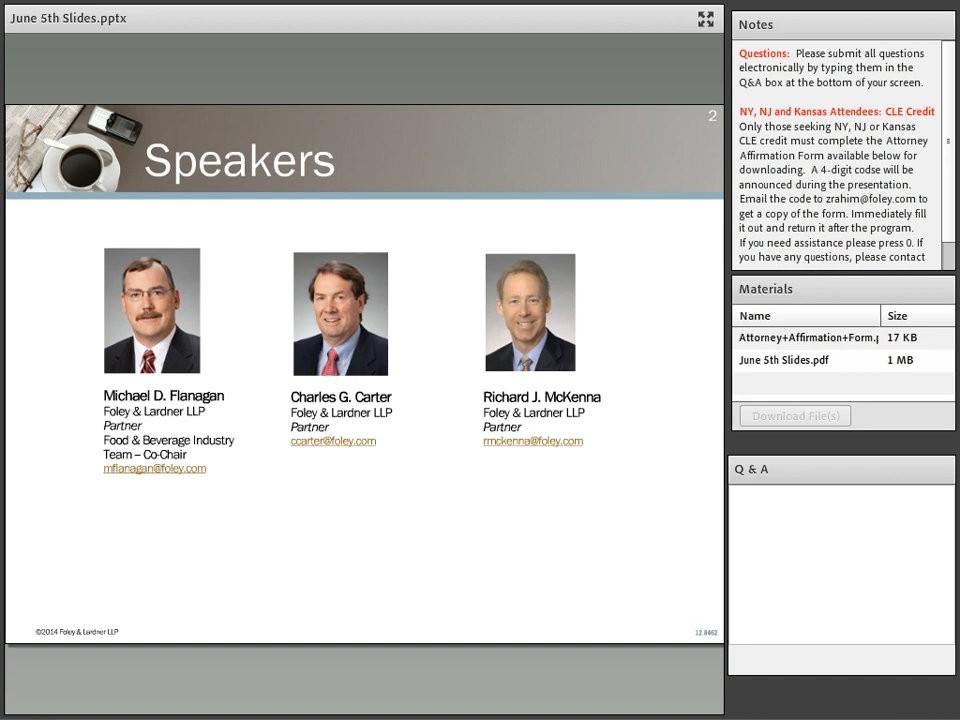 June 5th Slides.pptx
2
Speakers
Michael D. Flanagan
Foley & Lardner LLP
Partner
Food & Beverage Industry
Team – Co-Chair
mflanagan@foley.com
Charles G. Carter
Foley & Lardner LLP
Partner
ccarter@foley.com
Richard J. McKenna
Foley & Lardner LLP
Partner
rmckenna@foley.com
©2014 Foley & Lardner LLP
Notes
Questions: Please submit all questions
electronically by typing them in the
Q&A box at the bottom of your screen.
NY, NJ and Kansas Attendees: CLE Credit
Only those seeking NY, NJ or Kansas
CLE credit must complete the Attorney
Affirmation Form available below for
downloading. A 4-digit codse will be
announced during the presentation.
Email the code to zrahim@foley.com to
get a copy of the form. Immediately fill
it out and return it after the program.
If you need assistance please press 0. If
you have any questions, please contact
Materials
Name Size
Attorney+Affirmation+Form.p 17 KB
June 5th Slides.pdf 1 MB
Download File(s)
Q & A